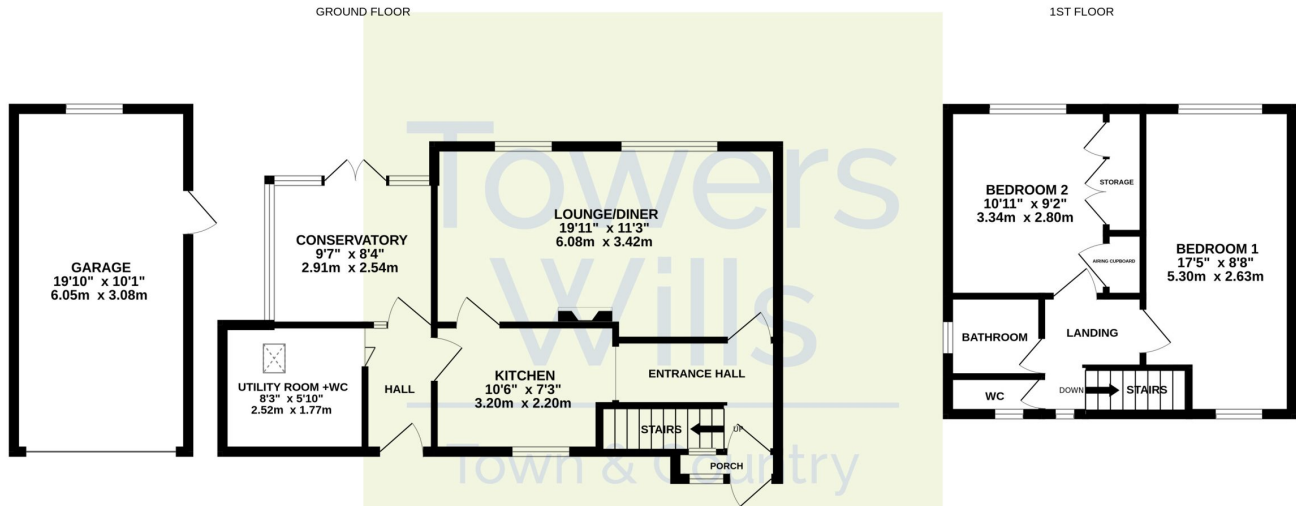 GROUND FLOOR
1ST FLOOR
Towers
Wills
Town & Country
GARAGE
19'10" x 10'1"
6.05m x 3.08m
CONSERVATORY
9'7" x 8'4"
2.91m x 2.54m
LOUNGE/DINER
19'11" x 11'3"
6.08m x 3.42m
UTILITY ROOM +WC
8'3" x 5'10"
2.52m x 1.77m
HALL
KITCHEN
10'6" x 7'3"
3.20m x 2.20m
ENTRANCE HALL
STAIRS
UP
PORCH
BEDROOM 2
10'11" x 9'2"
3.34m x 2.80m
STORAGE
AIRING CUPBOARD
BEDROOM 1
17'5" x 8'8"
5.30m x 2.63m
BATHROOM
LANDING
WC
DOWN
STAIRS